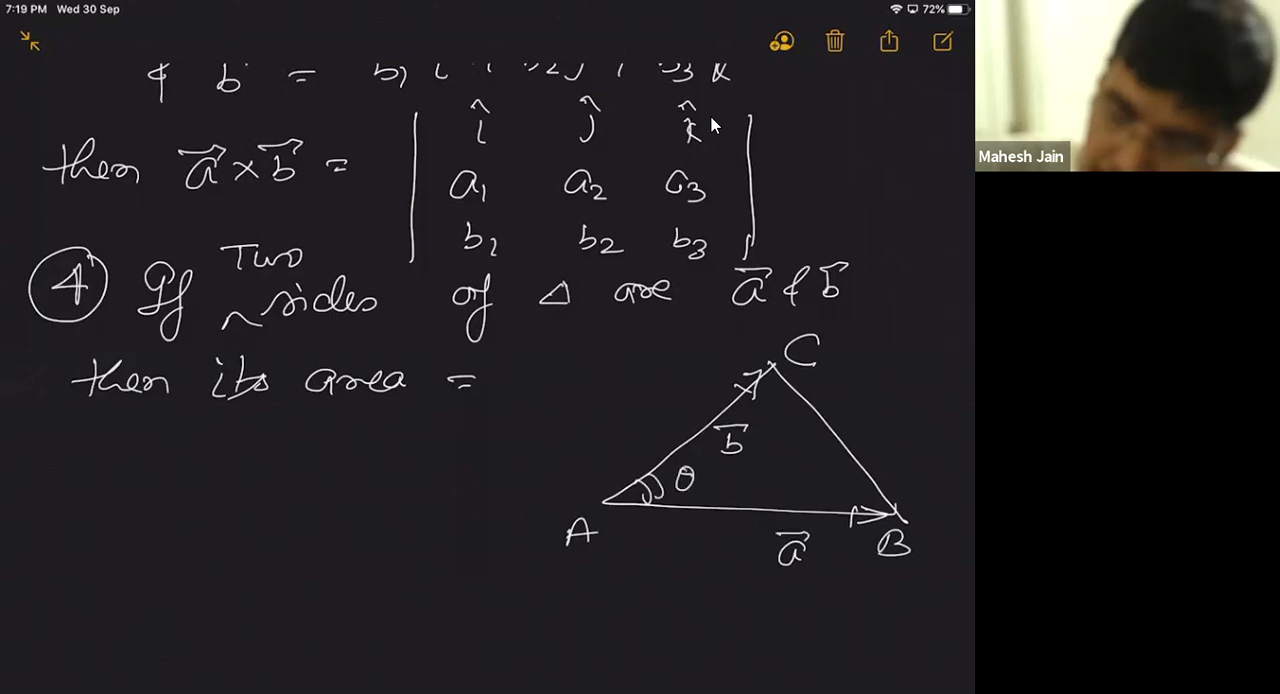 7:19 PM Wed 30 Sep
72%
Mahesh Jain
& b =
î ĵ k̂
then a⃗ × b⃗ =
a₁ a₂ a₃
b₁ b₂ b₃
④ If Two sides of Δ are a⃗ & b⃗
then its area =
C
b⃗
θ
A
a⃗
B